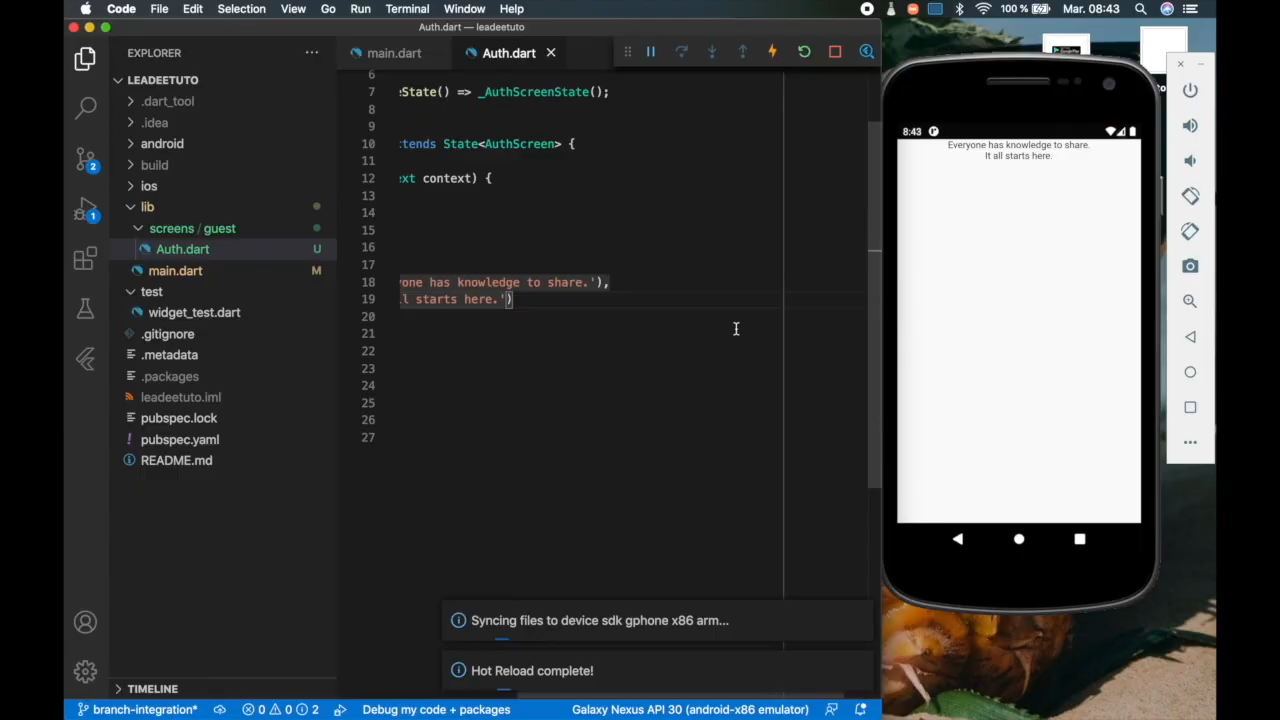 Code File Edit Selection View Go Run Terminal Window Help 100 % Mar. 08:43
Auth.dart — leadeetuto
EXPLORER
main.dart
Auth.dart
LEADEETUTO
.dart_tool
.idea
android
build
ios
lib
screens / guest
Auth.dart U
main.dart M
test
widget_test.dart
.gitignore
.metadata
.packages
leadeetuto.iml
pubspec.lock
pubspec.yaml
README.md
TIMELINE
2
1
6
7 eState() => _AuthScreenState();
8
9
10 tends State<AuthScreen> {
11
12 ext context) {
13
14
15
16
17
18 yone has knowledge to share.'),
19 ll starts here.')
20
21
22
23
24
25
26
27
Syncing files to device sdk gphone x86 arm...
Hot Reload complete!
branch-integration* 0 0 2 Debug my code + packages Galaxy Nexus API 30 (android-x86 emulator)
8:43
Everyone has knowledge to share.
It all starts here.